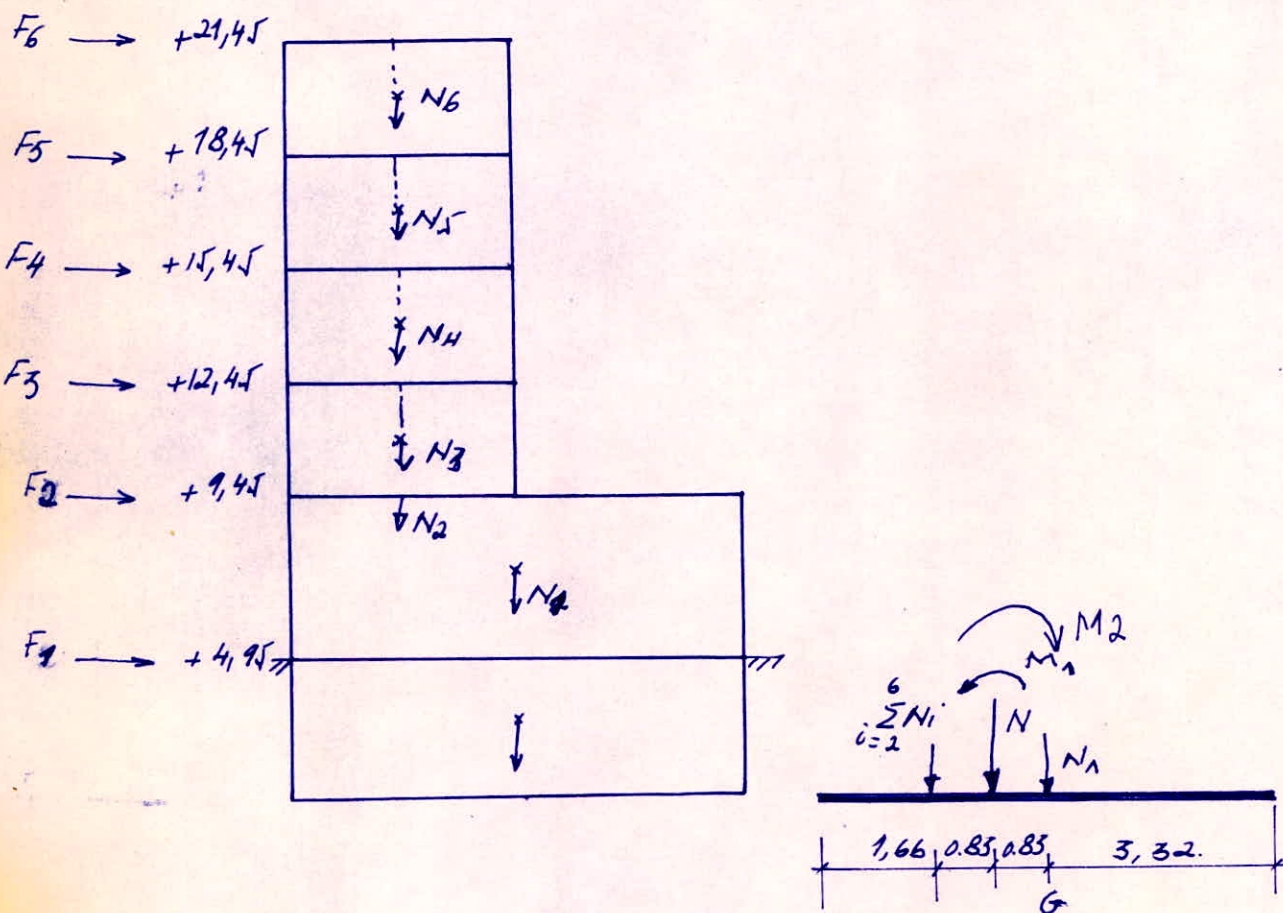 F6 → +21,45
N6
F5 → +18,45
N5
F4 → +15,45
N4
F3 → +12,45
N3
F2 → +9,45
N2
N1
F1 → +4,95
M2
M1
6
Σ Ni
i=2
N
N1
1,66 0.83 0.83 3,32.
G